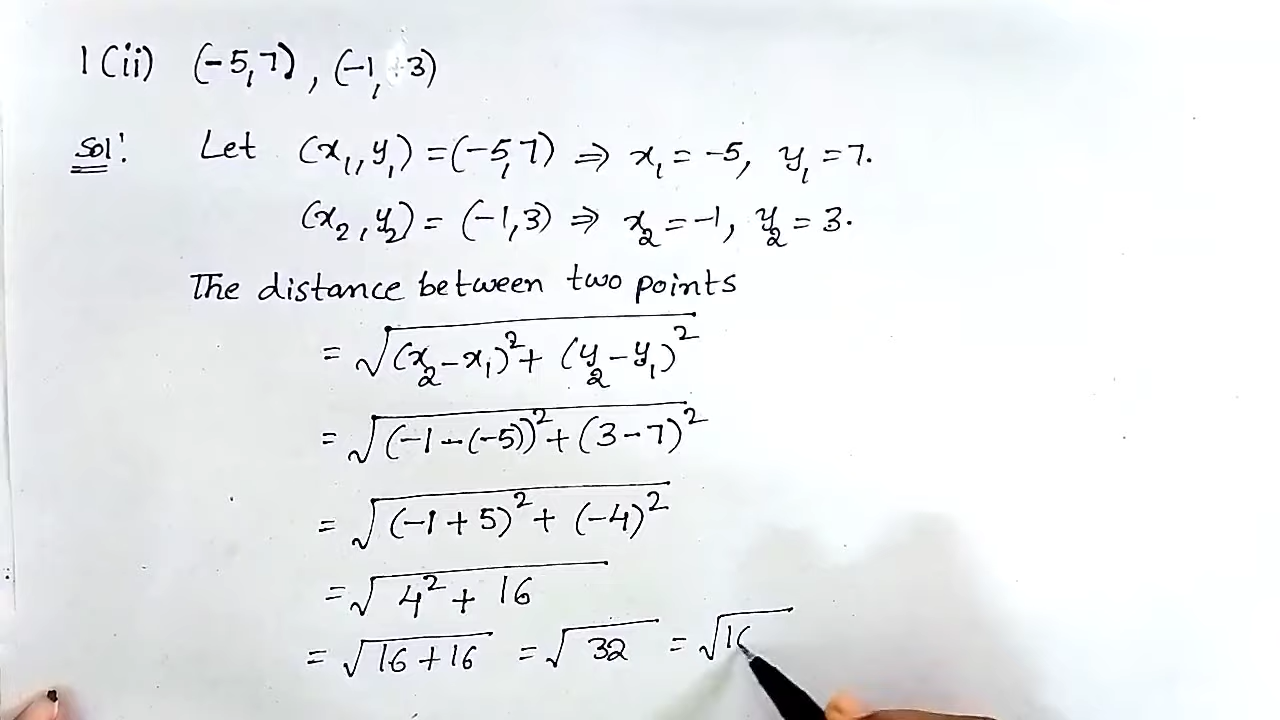 1(ii) (-5,7), (-1,3)
Sol: Let (x₁,y₁)=(-5,7) ⇒ x₁=-5, y₁=7.
(x₂,y₂)=(-1,3) ⇒ x₂=-1, y₂=3.
The distance between two points
=√(x₂-x₁)²+(y₂-y₁)²
=√(-1-(-5))²+(3-7)²
=√(-1+5)²+(-4)²
=√4²+16
=√16+16 =√32 =√